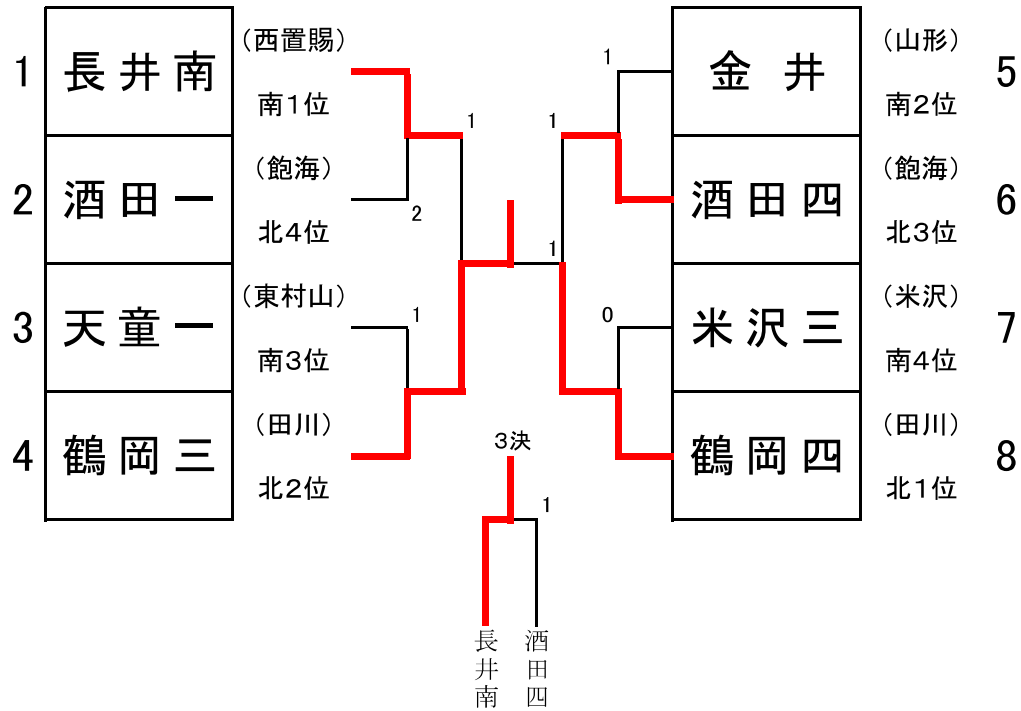 1 長井南 (西置賜) 南1位
2 酒田一 (飽海) 北4位
3 天童一 (東村山) 南3位
4 鶴岡三 (田川) 北2位
1
2
1
1
1
1
0
金井 (山形) 南2位 5
酒田四 (飽海) 北3位 6
米沢三 (米沢) 南4位 7
鶴岡四 (田川) 北1位 8
3決
1
長井南
酒田四